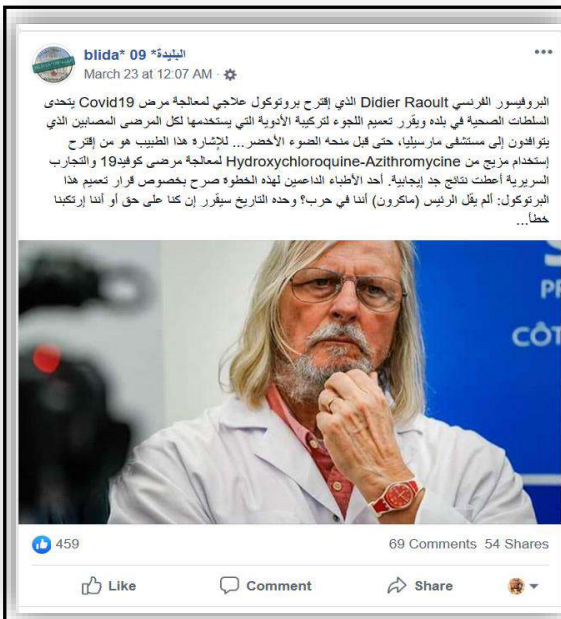 blida* 09 *البليدة
March 23 at 12:07 AM
البروفيسور الفرنسي Didier Raoult الذي إقترح بروتوكول علاجي لمعالجة مرض Covid19 يتحدى
السلطات الصحية في بلده ويقرر تعميم اللجوء لتركيبة الأدوية التي يستخدمها لكل المرضى المصابين الذي
يتوافدون إلى مستشفى مارسيليا، حتى قبل منحه الضوء الأخضر... للإشارة هذا الطبيب هو من إقترح
إستخدام مزيج من Hydroxychloroquine-Azithromycine لمعالجة مرضى كوفيد19 والتجارب
السريرية أعطت نتائج جد إيجابية. أحد الأطباء الداعمين لهذه الخطوة صرح بخصوص قرار تعميم هذا
البرتوكول: ألم يقل الرئيس (ماكرون) أننا في حرب؟ وحده التاريخ سيقرر إن كنا على حق أو أننا إرتكبنا
خطأ...
PR
CÔT
459
69 Comments 54 Shares
Like Comment Share